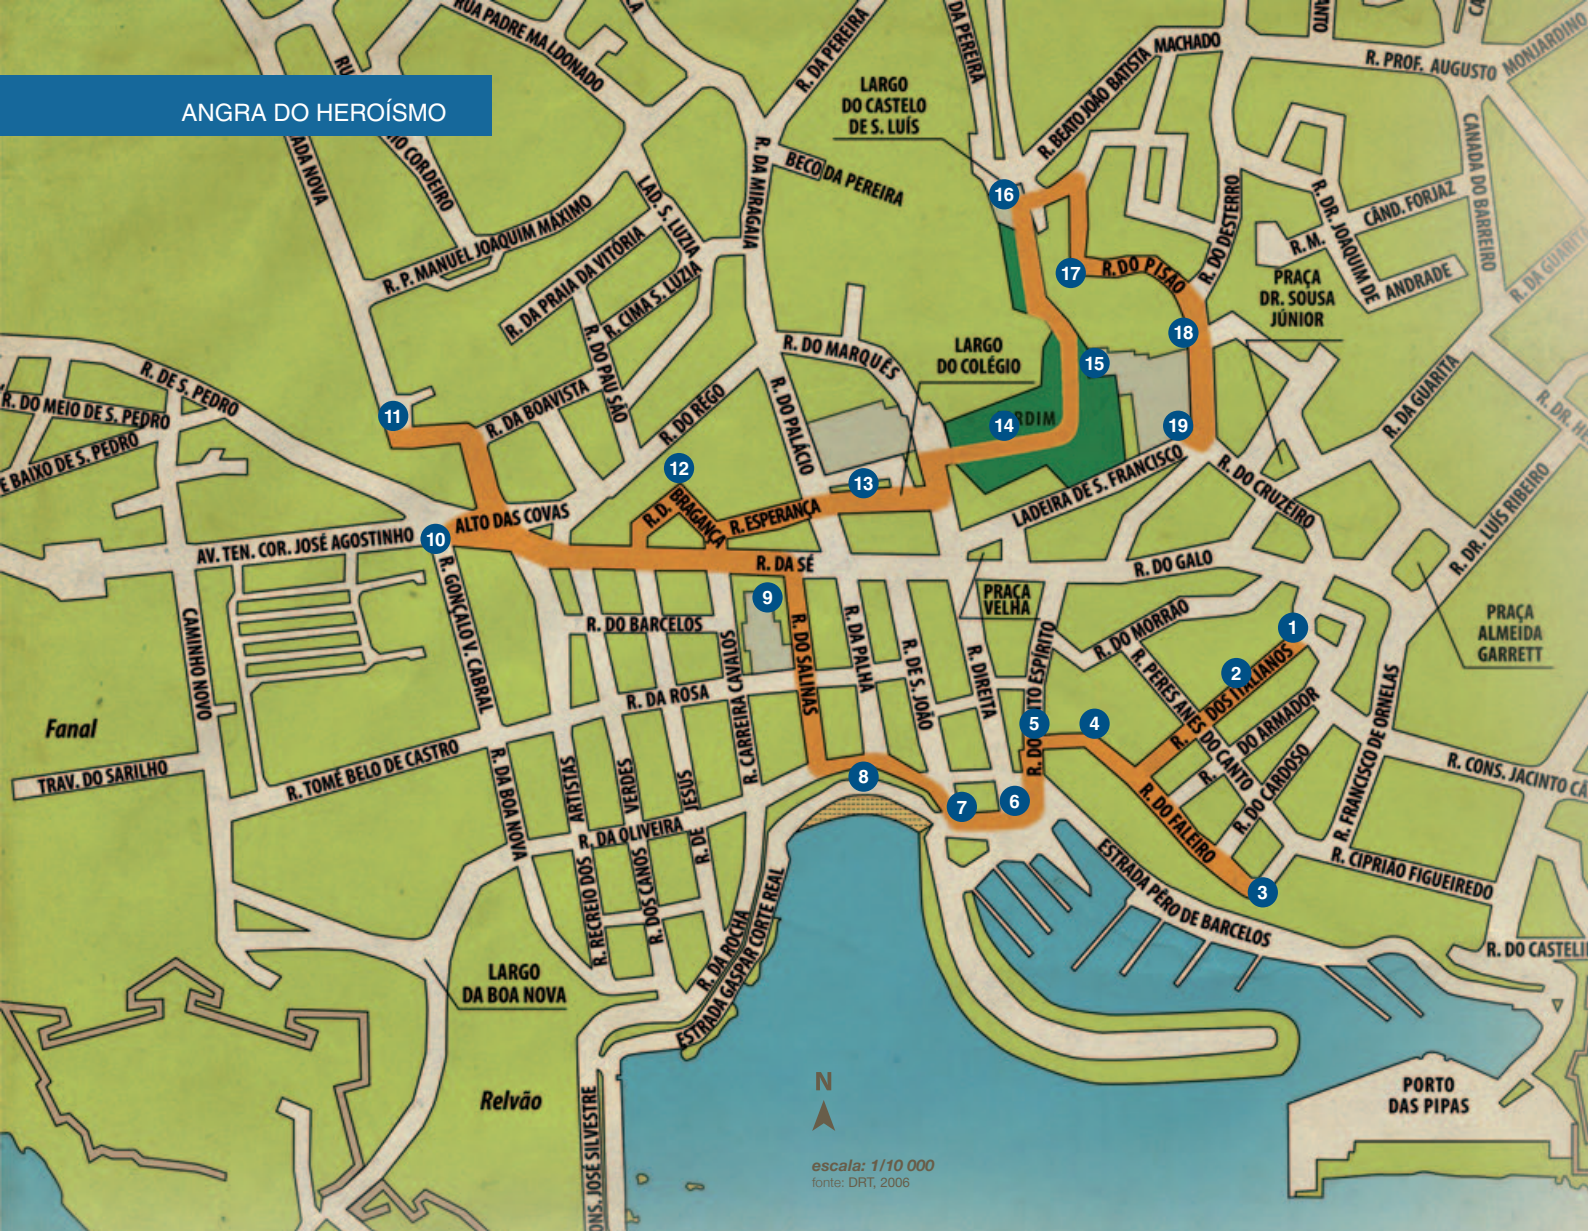 ANGRA DO HEROÍSMO
RUA PADRE MALDONADO
R. DA PEREIRA
DA PEREIRA
R. BEATO JOÃO BATISTA MACHADO
R. PROF. AUGUSTO MONJARDINO
LARGO
DO CASTELO
DE S. LUÍS
BECO DA PEREIRA
R. DA MIRAGAIA
CANADA DO BARREIRO
CÂND. FORJAZ
R. M.
R. DR. JOAQUIM DE
ANDRADE
R. DA GUARITA
R. DO DESTERRO
LAD. S. LUZIA
R. P. MANUEL JOAQUIM MÁXIMO
R. DA PRAIA DA VITÓRIA
R. CIMA S. LUZIA
R. DO PAU SÃO
16
17
R. DO PISÃO
18
PRAÇA
DR. SOUSA
JÚNIOR
R. DO MARQUÊS
LARGO
DO COLÉGIO
15
R. DE S. PEDRO
R. DO MEIO DE S. PEDRO
E BAIXO DE S. PEDRO
11
R. DA BOAVISTA
R. DO REGO
R. DO PALÁCIO
14
RDIM
19
R. DA GUARITA
12
R. D. BRAGANÇA
13
R. ESPERANÇA
LADEIRA DE S. FRANCISCO
R. DO CRUZEIRO
R. DR. LUÍS RIBEIRO
ALTO DAS COVAS
AV. TEN. COR. JOSÉ AGOSTINHO
10
R. DA SÉ
R. DO GALO
PRAÇA
VELHA
PRAÇA
ALMEIDA
GARRETT
9
CAMINHO NOVO
R. GONÇALO V. CABRAL
R. DO BARCELOS
R. CARREIRA CAVALOS
R. DO SALINAS
R. DA PALHA
R. DE S. JOÃO
R. DIREITA
R. DO MORRÃO
1
2
R. DOS ITALIANOS
R. PERES ANES DO CANTO
R. DO ARMADOR
R. DO CARDOSO
R. FRANCISCO DE ORNELAS
Fanal
R. DA ROSA
5
4
TRAV. DO SARILHO
R. TOMÉ BELO DE CASTRO
R. CONS. JACINTO CÂ
R. DA BOA NOVA
8
7
6
R. DO FALEIRO
R. DA OLIVEIRA
R. RECREIO DOS ARTISTAS
R. DOS CANOS VERDES
R. DE JESUS
R. CIPRIÃO FIGUEIREDO
3
ESTRADA PÊRO DE BARCELOS
R. DA ROCHA
ESTRADA GASPAR CORTE REAL
R. DO CASTELI
LARGO
DA BOA NOVA
Relvão
ONS. JOSÉ SILVESTRE
N
PORTO
DAS PIPAS
escala: 1/10 000
fonte: DRT, 2006